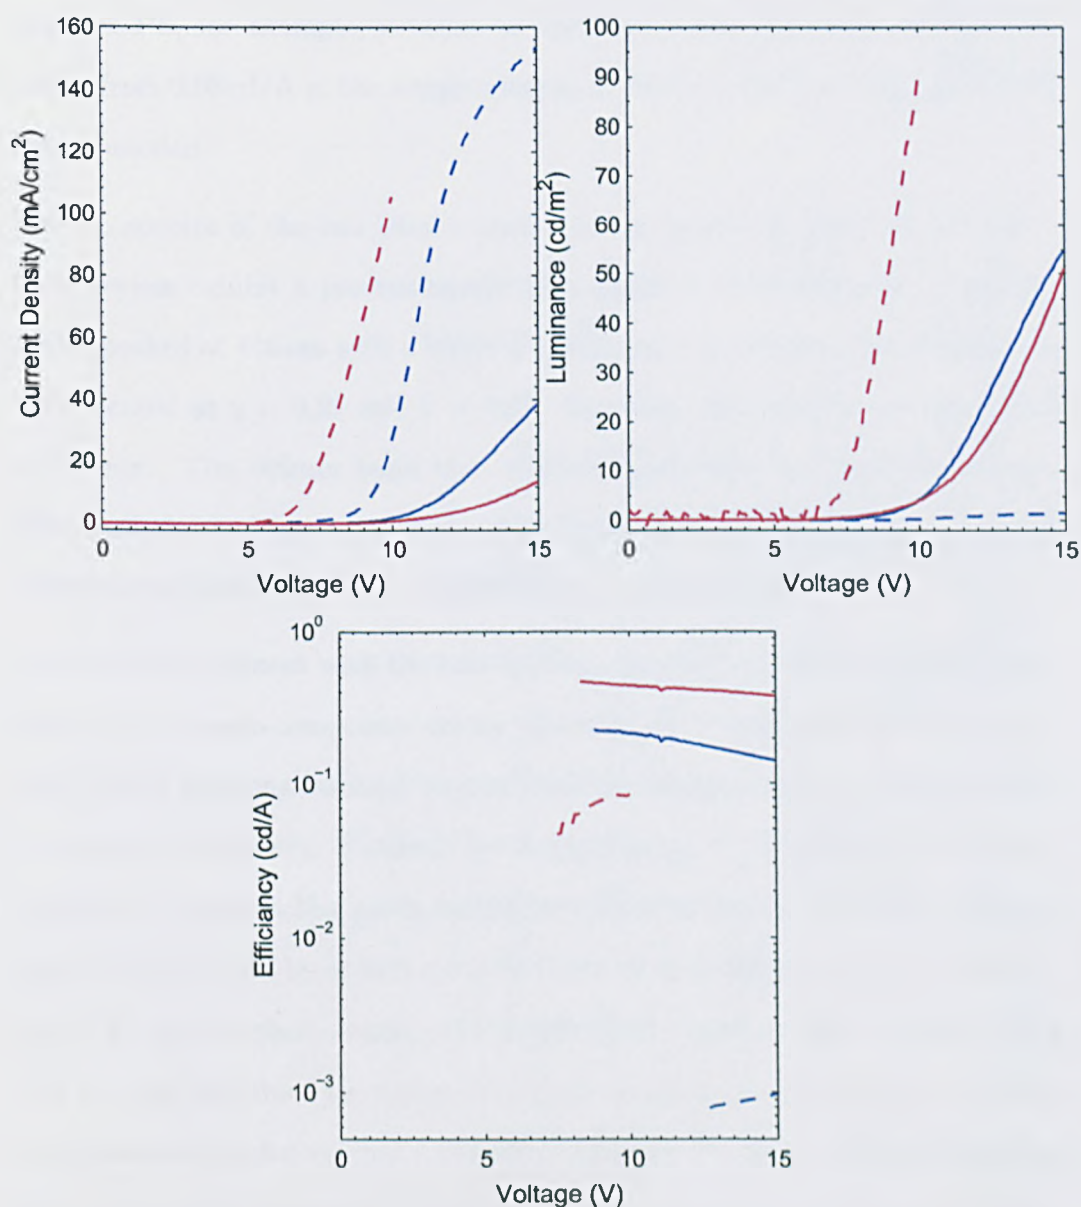 160
140
120
100
80
60
40
20
0
Current Density (mA/cm²)
0 5 10 15
Voltage (V)
100
90
80
70
60
50
40
30
20
10
0
Luminance (cd/m²)
0 5 10 15
Voltage (V)
10⁰
10⁻¹
10⁻²
10⁻³
Efficiancy (cd/A)
0 5 10 15
Voltage (V)